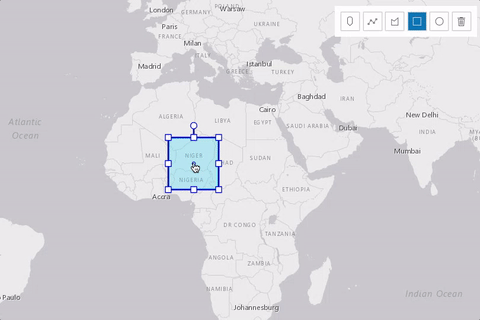 London
GERMANY
POLAND
Warsaw
Paris
UKRAINE
FRANCE
Milan
ITALY
Madrid
Istanbul
GREECE
TURKEY
Baghdad
IRAN
Cairo
ALGERIA
LIBYA
EGYPT
New Delhi
Atlantic
Ocean
SAUDI ARABIA
Dubai
INDIA
Mumbai
MALI
NIGER
SUDAN
NIGERIA
ETHIOPIA
Accra
DR CONGO
TANZANIA
ANGOLA
ZAMBIA
NAMIBIA
Indian Ocean
Paulo
Johannesburg